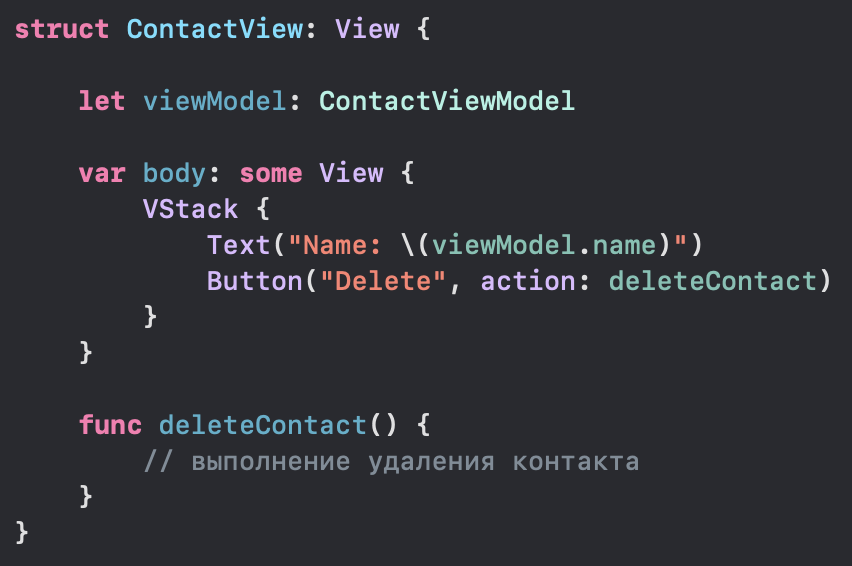 struct ContactView: View {
let viewModel: ContactViewModel
var body: some View {
VStack {
Text("Name: \(viewModel.name)")
Button("Delete", action: deleteContact)
}
}
func deleteContact() {
// выполнение удаления контакта
}
}